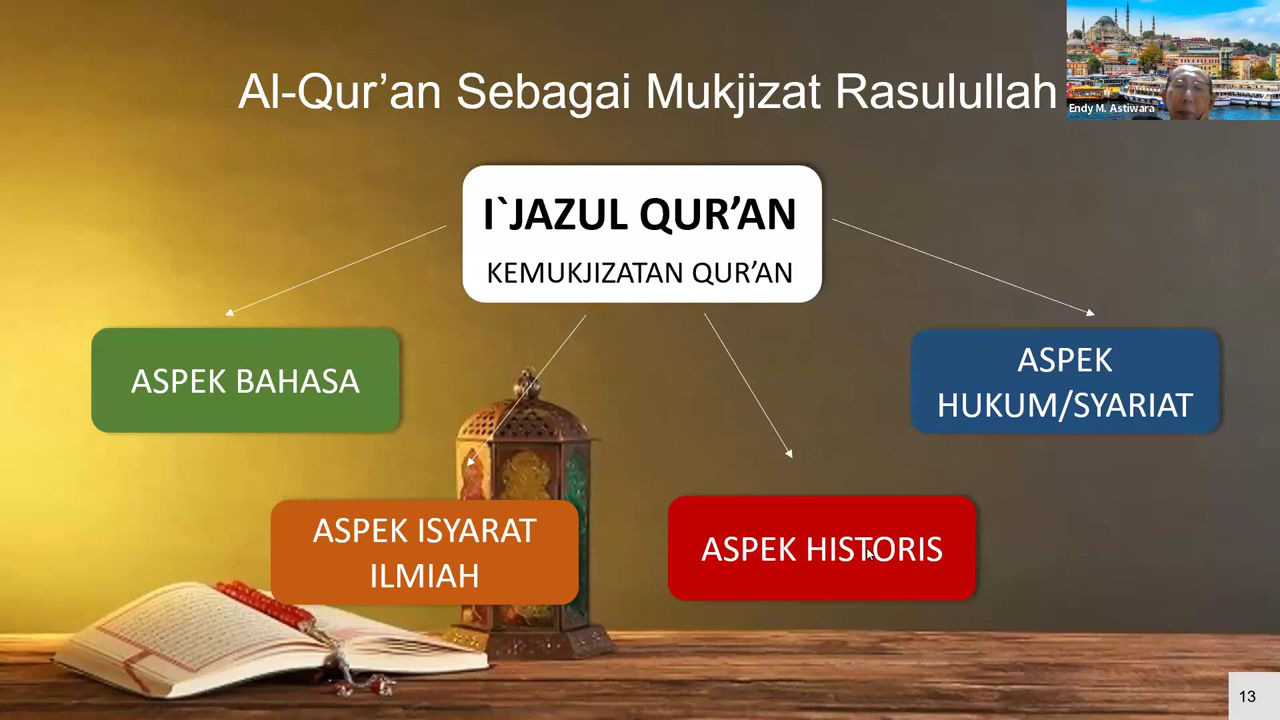 Al-Qur’an Sebagai Mukjizat Rasulullah
Endy M. Astiwara
I`JAZUL QUR’AN
KEMUKJIZATAN QUR’AN
ASPEK BAHASA
ASPEK
HUKUM/SYARIAT
ASPEK ISYARAT
ILMIAH
ASPEK HISTORIS
13